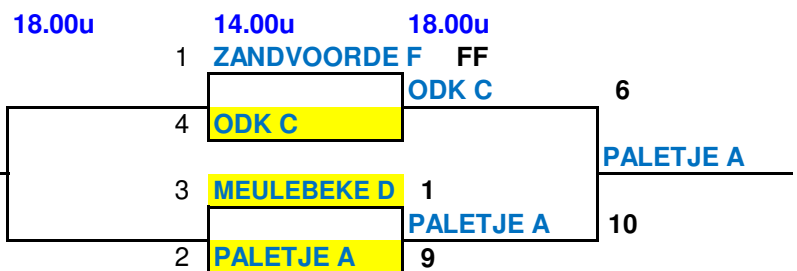 18.00u 14.00u 18.00u
1 ZANDVOORDE F FF
ODK C 6
4 ODK C
PALETJE A
3 MEULEBEKE D 1
PALETJE A 10
2 PALETJE A 9